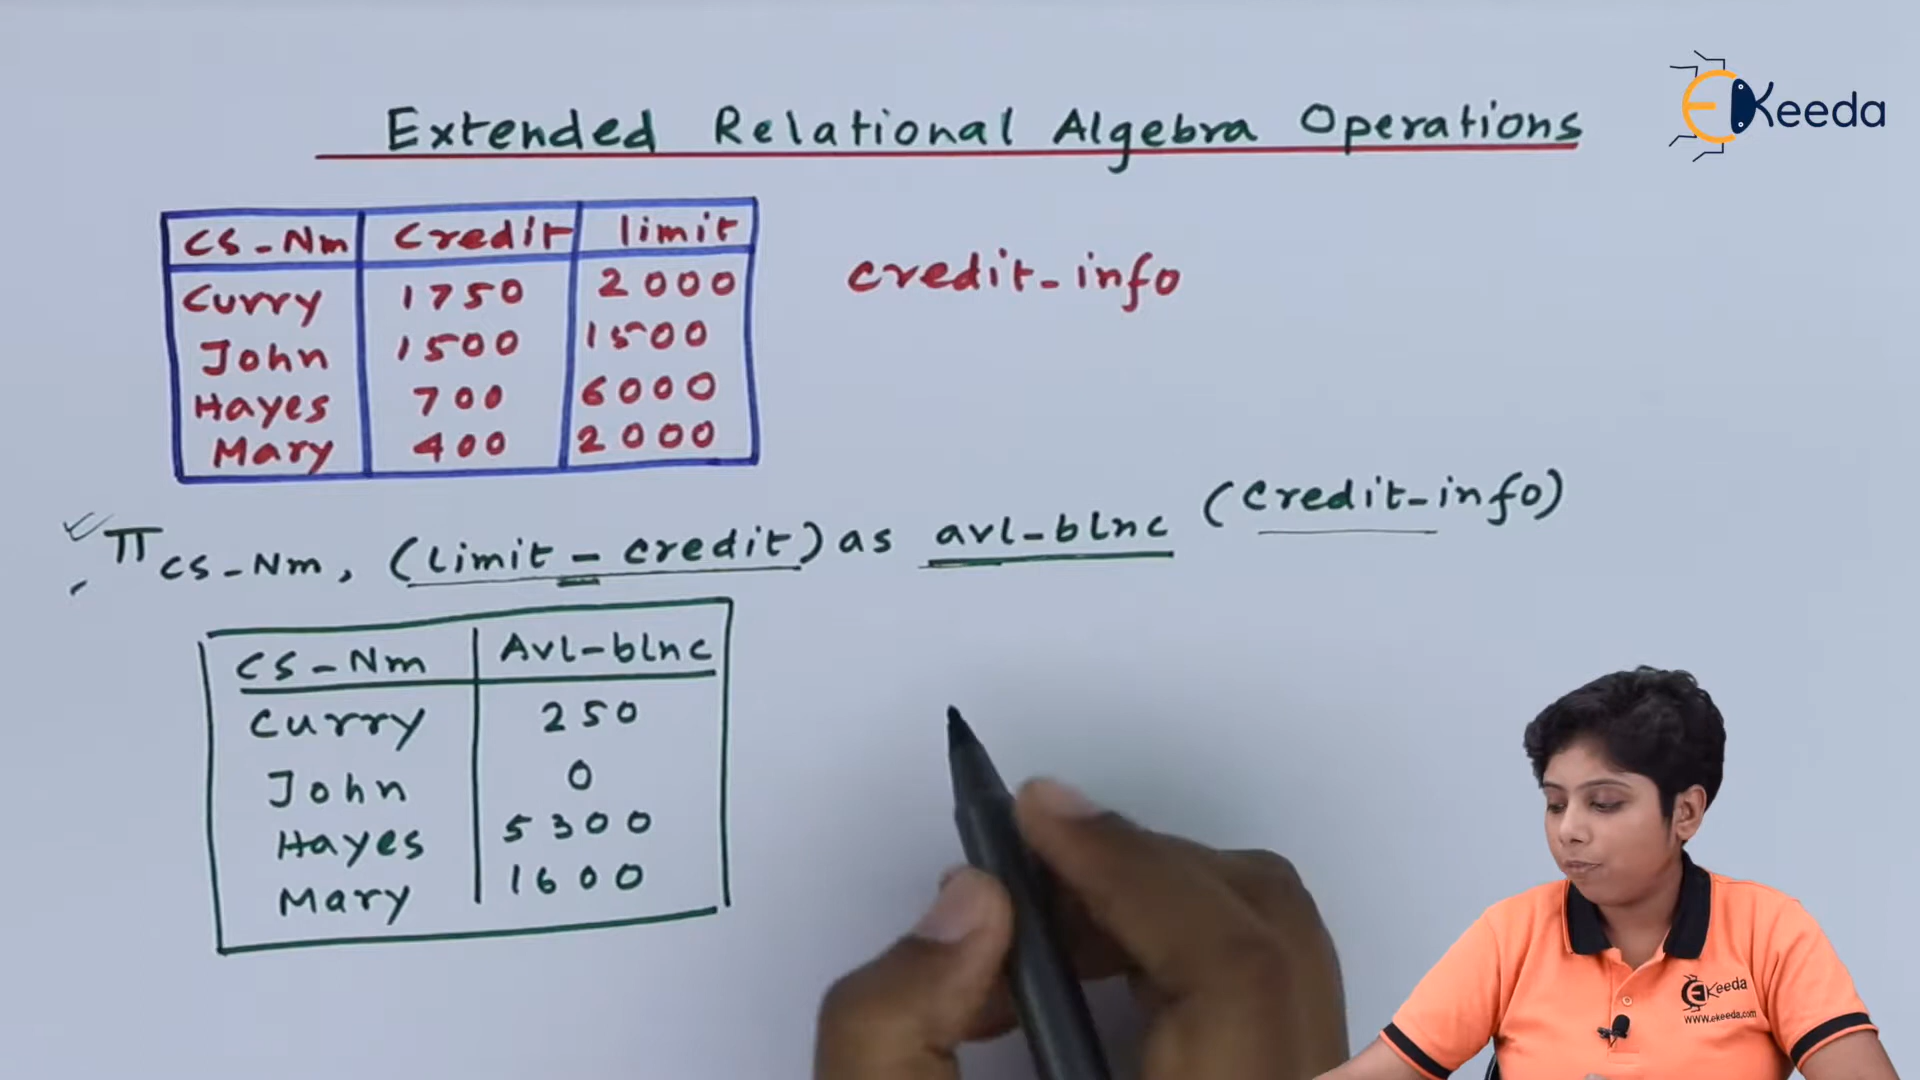 Extended Relational Algebra Operations
EKeeda
CS-Nm Credit limit
Curry 1750 2000
John 1500 1500
Hayes 700 6000
Mary 400 2000
credit-info
π CS-Nm, (limit - credit) as avl-blnc (credit-info)
CS-Nm Avl-blnc
Curry 250
John 0
Hayes 5300
Mary 1600
EKeeda
www.ekeeda.com